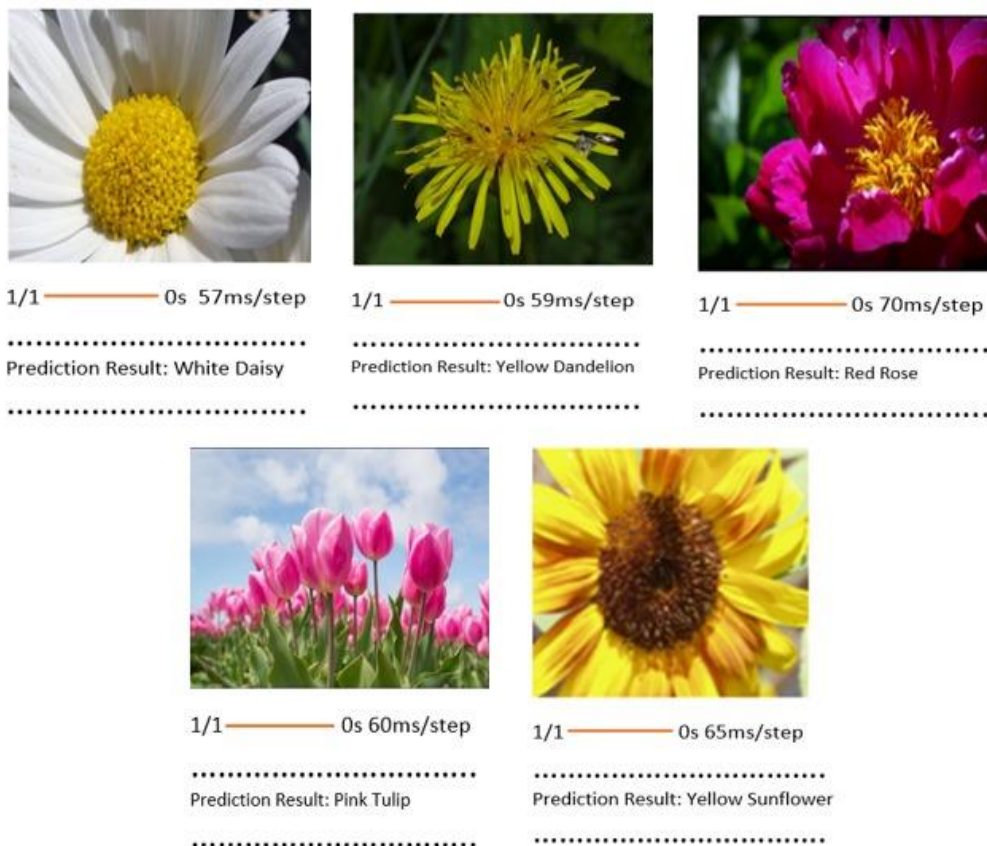 1/1 0s 57ms/step
Prediction Result: White Daisy
1/1 0s 59ms/step
Prediction Result: Yellow Dandelion
1/1 0s 70ms/step
Prediction Result: Red Rose
1/1 0s 60ms/step
Prediction Result: Pink Tulip
1/1 0s 65ms/step
Prediction Result: Yellow Sunflower